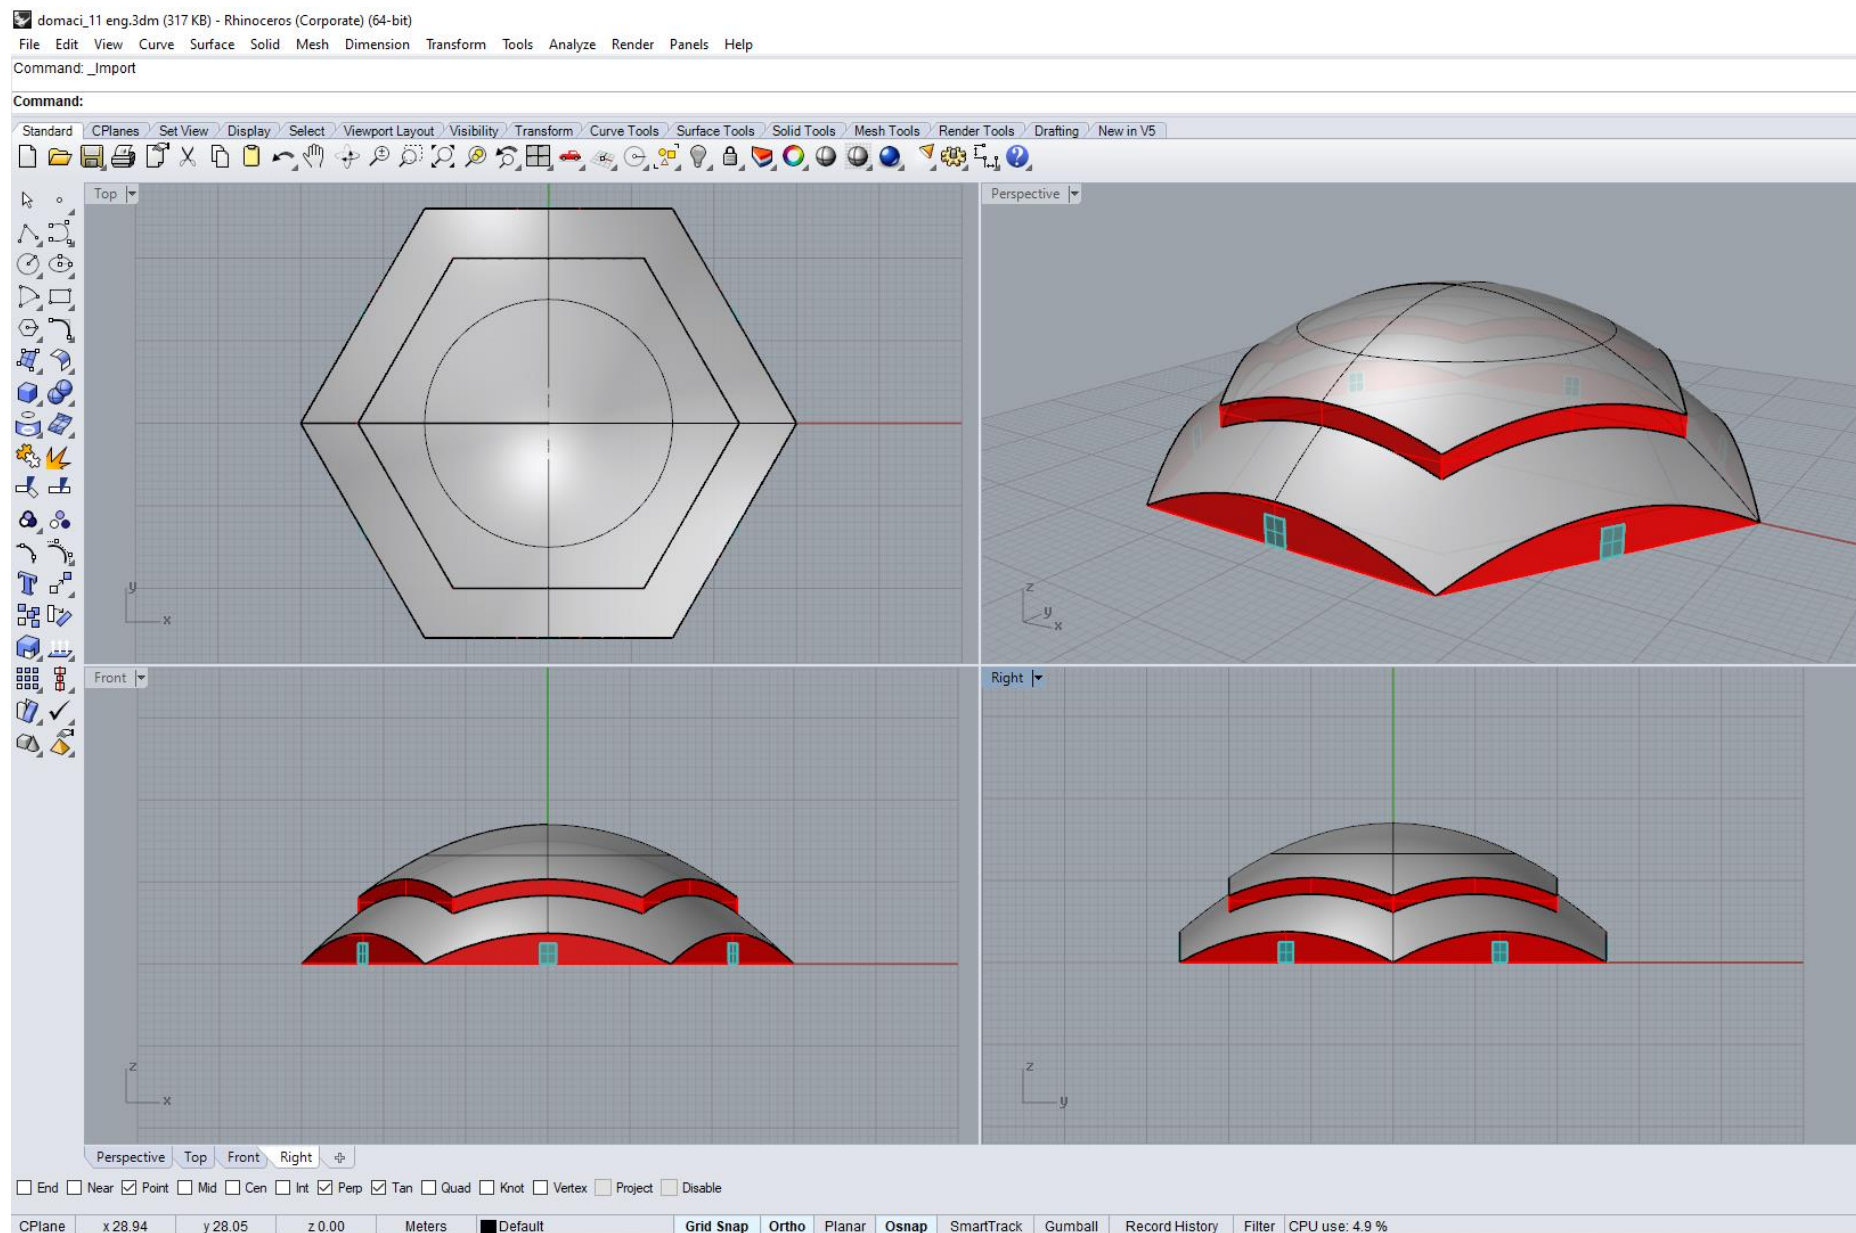 domaci_11 eng.3dm (317 KB) - Rhinoceros (Corporate) (64-bit)
File Edit View Curve Surface Solid Mesh Dimension Transform Tools Analyze Render Panels Help
Command: _Import
Command:
Standard CPlanes Set View Display Select Viewport Layout Visibility Transform Curve Tools Surface Tools Solid Tools Mesh Tools Render Tools Drafting New in V5
Top
y
x
Perspective
z
y
x
Front
z
x
Right
z
y
Perspective Top Front Right
End Near Point Mid Cen Int Perp Tan Quad Knot Vertex Project Disable
CPlane x 28.94 y 28.05 z 0.00 Meters Default Grid Snap Ortho Planar Osnap SmartTrack Gumball Record History Filter CPU use: 4.9 %